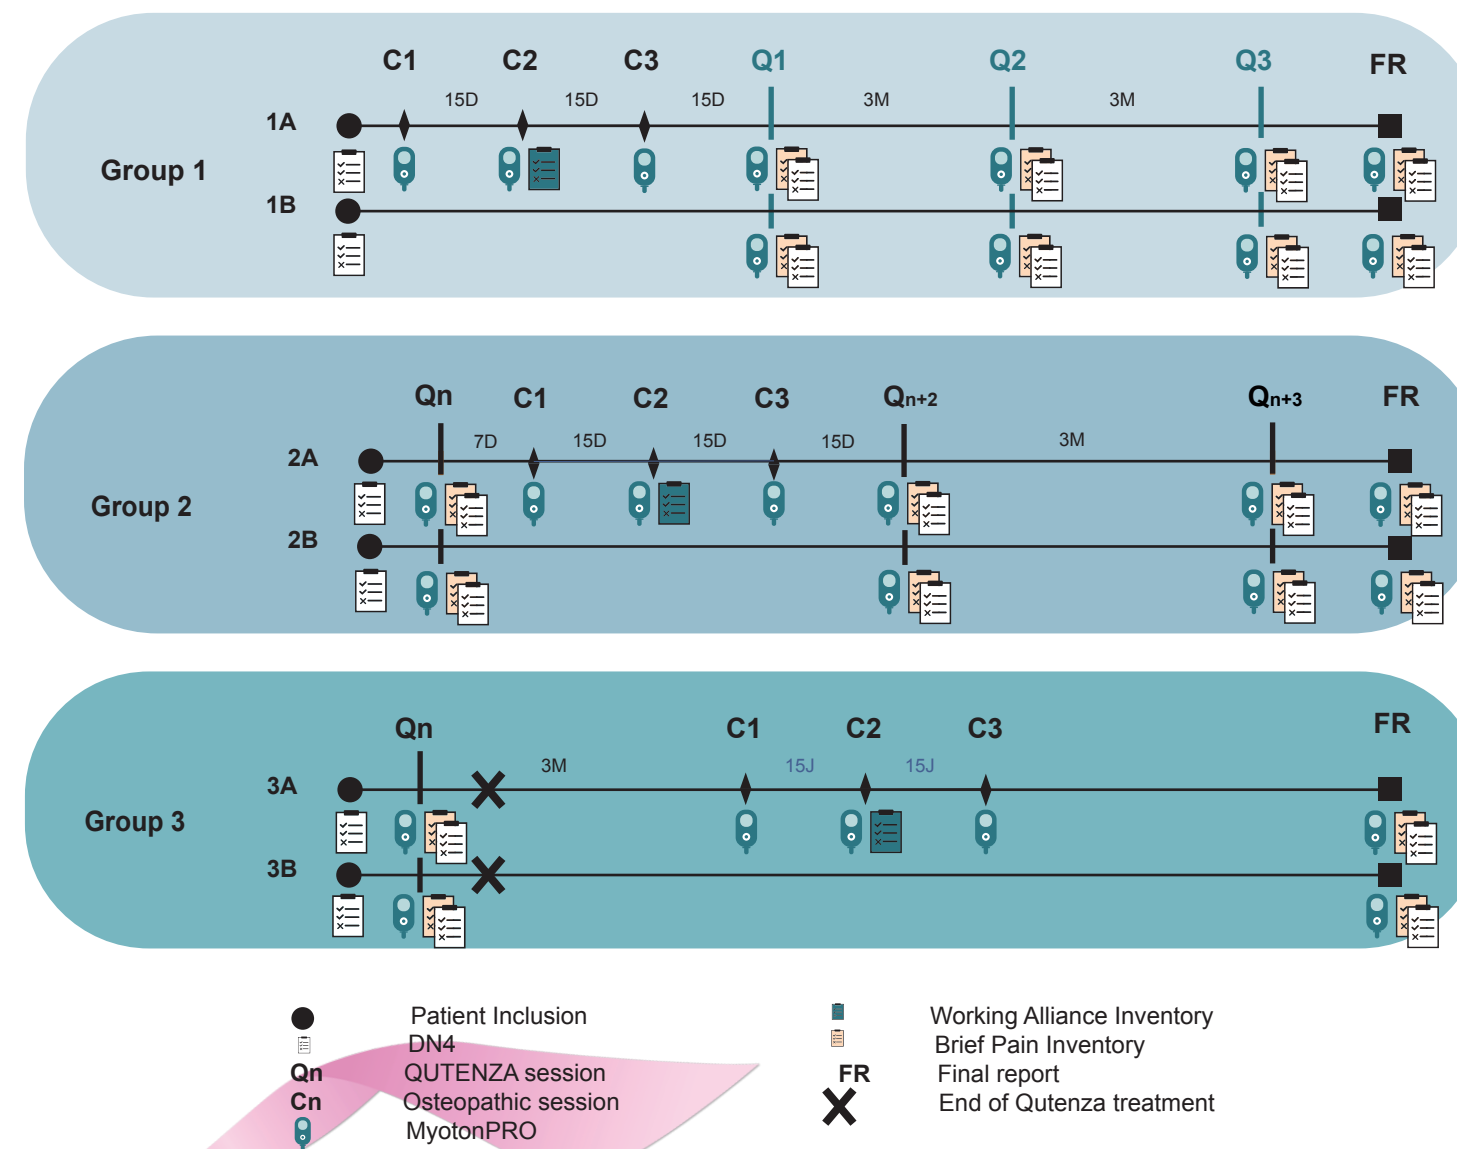 C1 C2 C3 Q1 Q2 Q3 FR
15D 15D 15D 3M 3M
1A
Group 1
1B
Qn C1 C2 C3 Qn+2 Qn+3 FR
7D 15D 15D 15D 3M
2A
Group 2
2B
Qn C1 C2 C3 FR
3M 15J 15J
3A
Group 3
3B
Patient Inclusion
DN4
Qn QUTENZA session
Cn Osteopathic session
MyotonPRO
Working Alliance Inventory
Brief Pain Inventory
FR Final report
End of Qutenza treatment